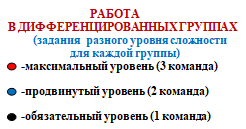 РАБОТА
В ДИФФЕРЕНЦИРОВАННЫХ ГРУППАХ
(задания разного уровня сложности
для каждой группы)
-максимальный уровень (3 команда)
-продвинутый уровень (2 команда)
-обязательный уровень (1 команда)